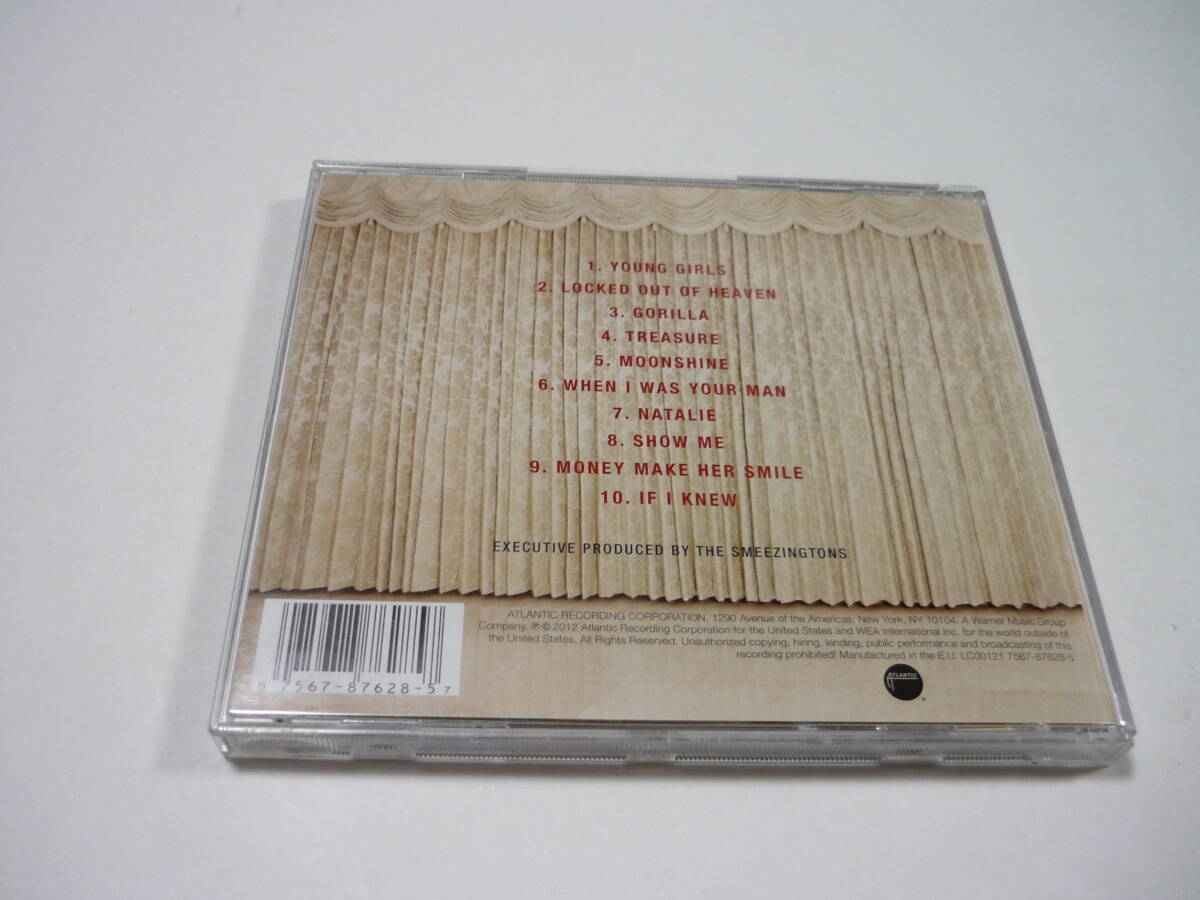 1. YOUNG GIRLS
2. LOCKED OUT OF HEAVEN
3. GORILLA
4. TREASURE
5. MOONSHINE
6. WHEN I WAS YOUR MAN
7. NATALIE
8. SHOW ME
9. MONEY MAKE HER SMILE
10. IF I KNEW
EXECUTIVE PRODUCED BY THE SMEEZINGTONS
ATLANTIC RECORDING CORPORATION, 1290 Avenue of the Americas, New York, NY 10104. A Warner Music Group
Company. ℗ © 2012 Atlantic Recording Corporation for the United States and WEA International Inc. for the world outside of
the United States. All Rights Reserved. Unauthorized copying, hiring, lending, public performance and broadcasting of this
recording prohibited! Manufactured in the E.U. LC00121 7567-87628-5
0 7567-87628-5 7
ATLANTIC